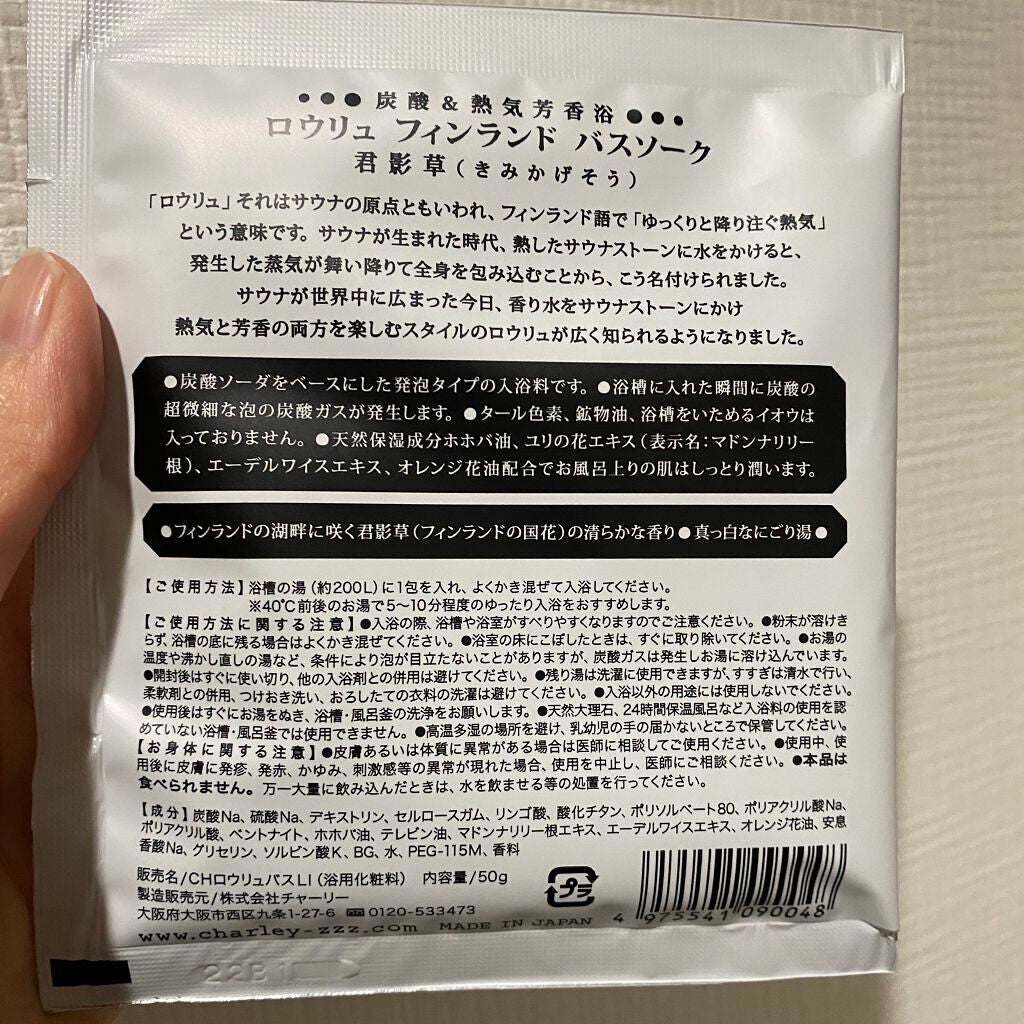 ●●●炭酸&熱気芳香浴●●●
ロウリュ フィンランド バスソーク
君影草(きみかげそう)
「ロウリュ」それはサウナの原点ともいわれ、フィンランド語で「ゆっくりと降り注ぐ熱気」
という意味です。サウナが生まれた時代、熱したサウナストーンに水をかけると、
発生した蒸気が舞い降りて全身を包み込むことから、こう名付けられました。
サウナが世界中に広まった今日、香り水をサウナストーンにかけ
熱気と芳香の両方を楽しむスタイルのロウリュが広く知られるようになりました。
●炭酸ソーダをベースにした発泡タイプの入浴料です。●浴槽に入れた瞬間に炭酸の
超微細な泡の炭酸ガスが発生します。●タール色素、鉱物油、浴槽をいためるイオウは
入っておりません。●天然保湿成分ホホバ油、ユリの花エキス(表示名:マドンナリリー
根)、エーデルワイスエキス、オレンジ花油配合でお風呂上りの肌はしっとり潤います。
●フィンランドの湖畔に咲く君影草(フィンランドの国花)の清らかな香り●真っ白なにごり湯●
【ご使用方法】浴槽の湯(約200L)に1包を入れ、よくかき混ぜて入浴してください。
※40℃前後のお湯で5〜10分程度のゆったり入浴をおすすめします。
【ご使用方法に関する注意】●入浴の際、浴槽や浴室がすべりやすくなりますのでご注意ください。●粉末が溶けき
らず、浴槽の底に残る場合はよくかき混ぜてください。●浴室の床にこぼしたときは、すぐに取り除いてください。●お湯の
温度や沸かし直しの湯など、条件により泡が目立たないことがありますが、炭酸ガスは発生しお湯に溶け込んでいます。
●開封後はすぐに使い切り、他の入浴剤との併用は避けてください。●残り湯は洗濯に使用できますが、すすぎは清水で行い、
柔軟剤との併用、つけおき洗い、おろしたての衣料の洗濯は避けてください。●入浴以外の用途には使用しないでください。
●使用後はすぐにお湯をぬき、浴槽・風呂釜の洗浄をお願いします。●天然大理石、24時間保温風呂など入浴料の使用を認
めていない浴槽・風呂釜では使用できません。●高温多湿の場所を避け、乳幼児の手の届かないところで保管してください。
【お身体に関する注意】●皮膚あるいは体質に異常がある場合は医師に相談してご使用ください。●使用中、使
用後に皮膚に発疹、発赤、かゆみ、刺激感等の異常が現れた場合、使用を中止し、医師にご相談ください。●本品は
食べられません。万一大量に飲み込んだときは、水を飲ませる等の処置を行ってください。
【成分】炭酸Na、硫酸Na、デキストリン、セルロースガム、リンゴ酸、酸化チタン、ポリソルベート80、ポリアクリル酸Na、
ポリアクリル酸、ベントナイト、ホホバ油、テレビン油、マドンナリリー根エキス、エーデルワイスエキス、オレンジ花油、安息
香酸Na、グリセリン、ソルビン酸K、BG、水、PEG-115M、香料
販売名/CHロウリュバスLI(浴用化粧料) 内容量/50g
製造販売元/株式会社チャーリー
大阪府大阪市西区九条1-27-6 0120-533473
www.charley-zzz.com MADE IN JAPAN
プラ
4 975541 090048
22B1